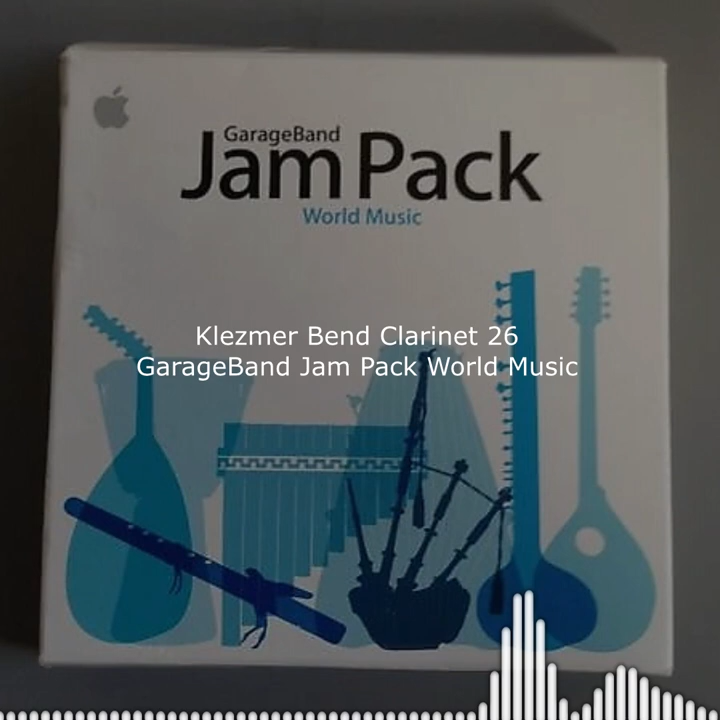 GarageBand
Jam Pack
World Music
Klezmer Bend Clarinet 26
GarageBand Jam Pack World Music